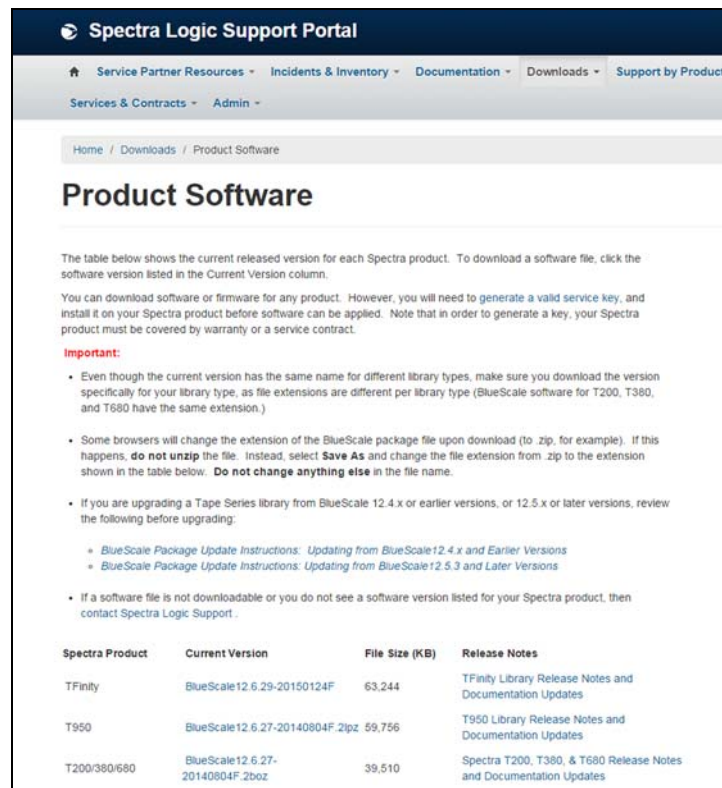 Spectra Logic Support Portal
Service Partner Resources Incidents & Inventory Documentation Downloads Support by Product
Services & Contracts Admin
Home / Downloads / Product Software
Product Software
The table below shows the current released version for each Spectra product. To download a software file, click the
software version listed in the Current Version column.
You can download software or firmware for any product. However, you will need to generate a valid service key, and
install it on your Spectra product before software can be applied. Note that in order to generate a key, your Spectra
product must be covered by warranty or a service contract.
Important:
• Even though the current version has the same name for different library types, make sure you download the version
specifically for your library type, as file extensions are different per library type (BlueScale software for T200, T380,
and T680 have the same extension.)
• Some browsers will change the extension of the BlueScale package file upon download (to .zip, for example). If this
happens, do not unzip the file. Instead, select Save As and change the file extension from .zip to the extension
shown in the table below. Do not change anything else in the file name.
• If you are upgrading a Tape Series library from BlueScale 12.4.x or earlier versions, or 12.5.x or later versions, review
the following before upgrading:
BlueScale Package Update Instructions: Updating from BlueScale12.4.x and Earlier Versions
BlueScale Package Update Instructions: Updating from BlueScale12.5.3 and Later Versions
• If a software file is not downloadable or you do not see a software version listed for your Spectra product, then
contact Spectra Logic Support .
Spectra Product Current Version File Size (KB) Release Notes
TFinity BlueScale12.6.29-20150124F 63,244 TFinity Library Release Notes and
Documentation Updates
T950 BlueScale12.6.27-20140804F.2lpz 59,756 T950 Library Release Notes and
Documentation Updates
T200/380/680 BlueScale12.6.27-
20140804F.2boz 39,510 Spectra T200, T380, & T680 Release Notes
and Documentation Updates